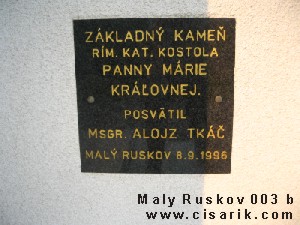 ZÁKLADNÝ KAMEŇ
RÍM. KAT. KOSTOLA
PANNY MÁRIE
KRÁĽOVNEJ.
POSVÄTIL
MSGR. ALOJZ TKÁČ
MALÝ RUSKOV 8.9.1996
Maly Ruskov 003 b
www.cisarik.com